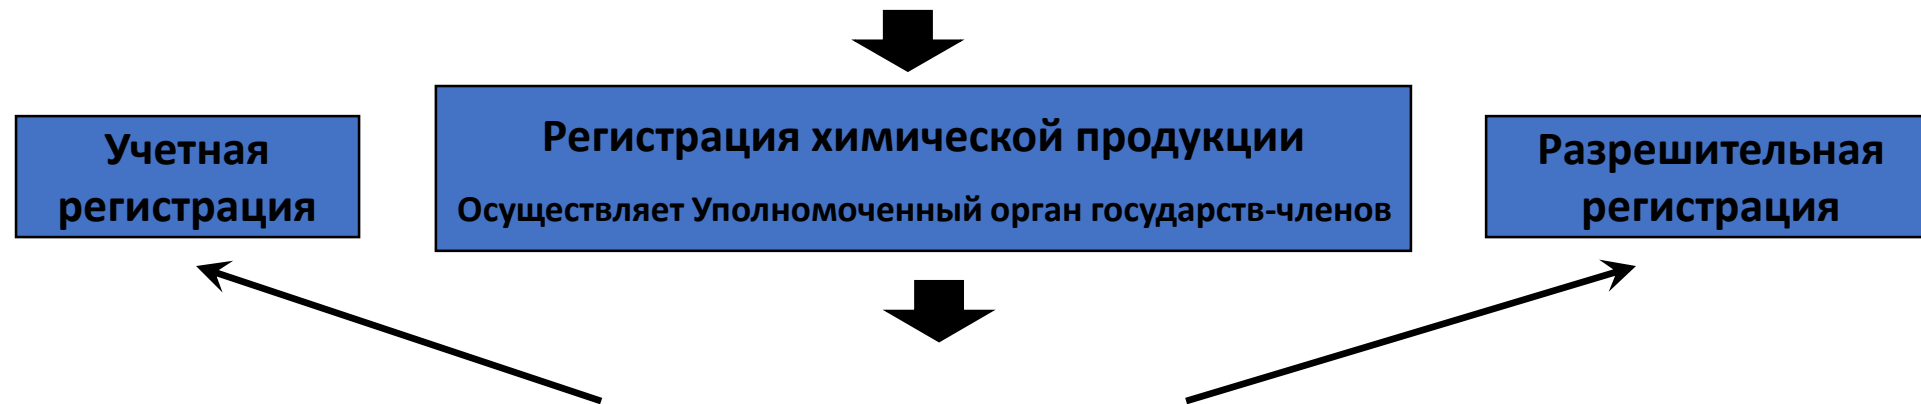 Учетная
регистрация
Регистрация химической продукции
Осуществляет Уполномоченный орган государств-членов
Разрешительная
регистрация